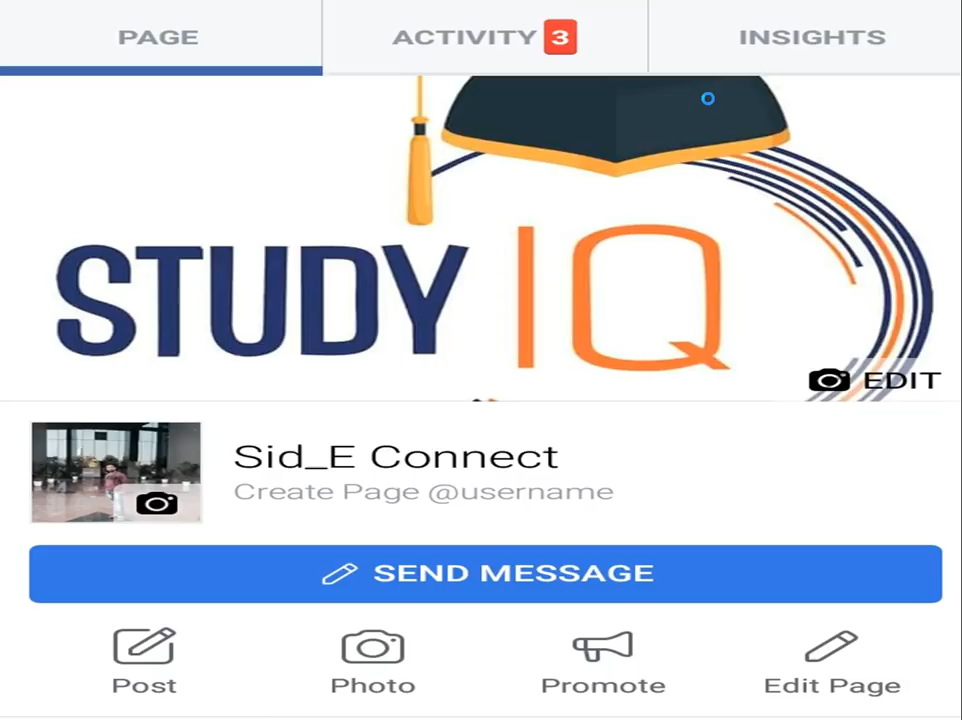 PAGE
ACTIVITY 3
INSIGHTS
STUDY IQ
EDIT
Sid_E Connect
Create Page @username
SEND MESSAGE
Post
Photo
Promote
Edit Page